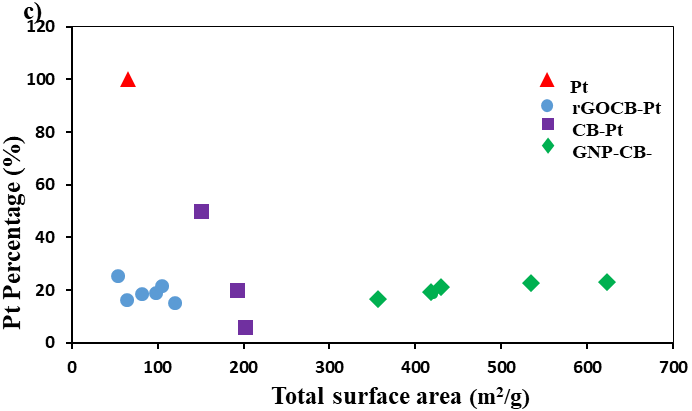 c)
120
100
80
60
40
20
0
Pt Percentage (%)
0 100 200 300 400 500 600 700
Total surface area (m²/g)
Pt
rGOCB-Pt
CB-Pt
GNP-CB-